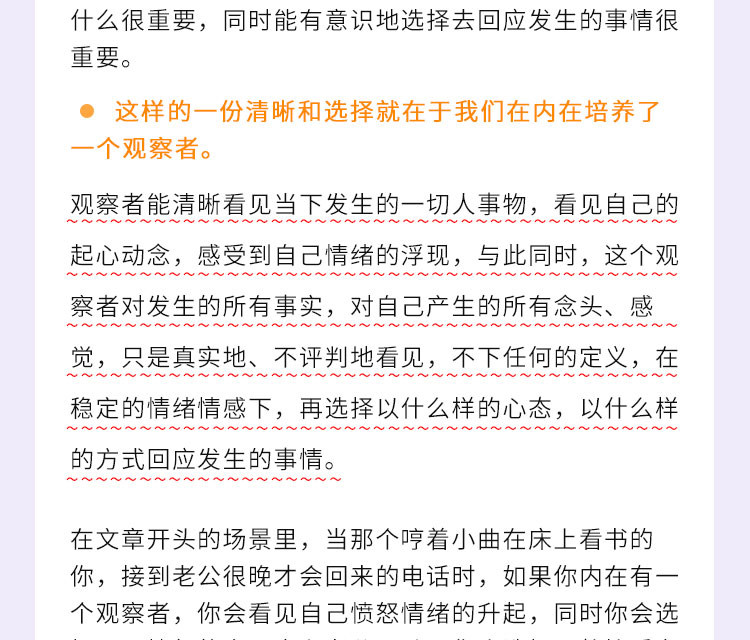 什么很重要，同时能有意识地选择去回应发生的事情很
重要。
● 这样的一份清晰和选择就在于我们在内在培养了
一个观察者。
观察者能清晰看见当下发生的一切人事物，看见自己的
起心动念，感受到自己情绪的浮现，与此同时，这个观
察者对发生的所有事实，对自己产生的所有念头、感
觉，只是真实地、不评判地看见，不下任何的定义，在
稳定的情绪情感下，再选择以什么样的心态，以什么样
的方式回应发生的事情。
在文章开头的场景里，当那个哼着小曲在床上看书的
你，接到老公很晚才会回来的电话时，如果你内在有一
个观察者，你会看见自己愤怒情绪的升起，同时你会选